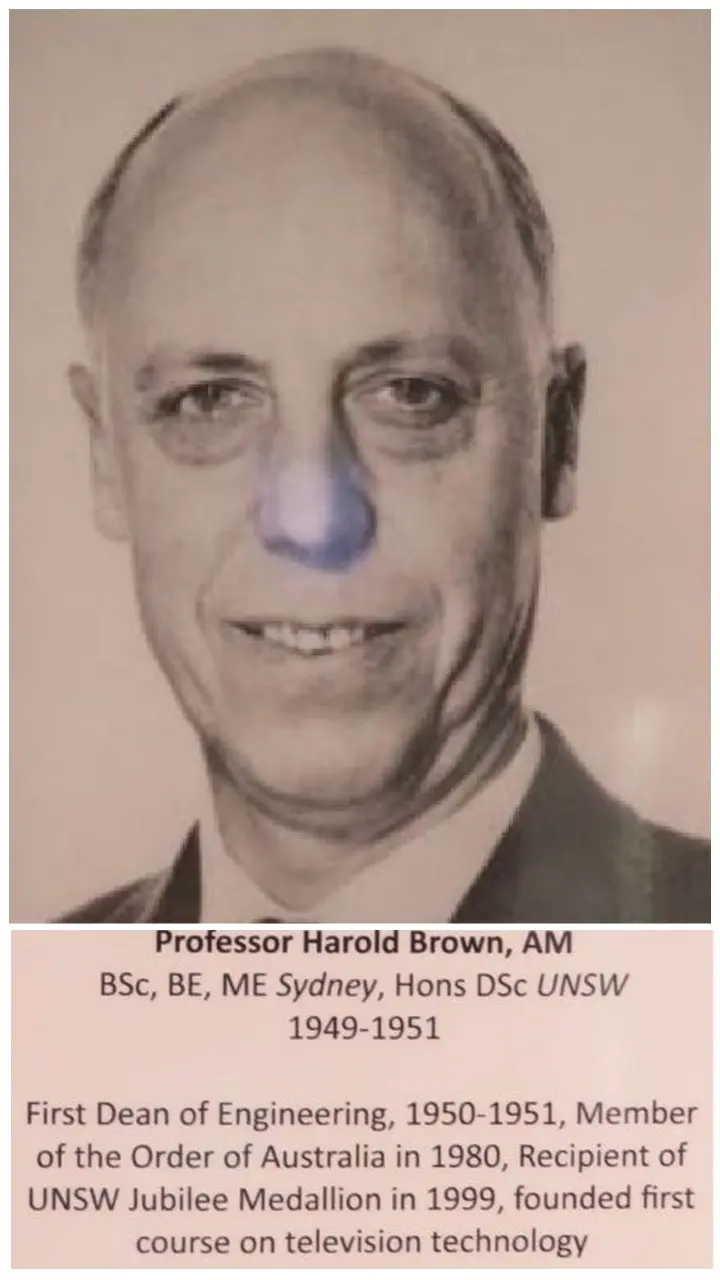 Professor Harold Brown, AM
BSc, BE, ME Sydney, Hons DSc UNSW
1949-1951
First Dean of Engineering, 1950-1951, Member
of the Order of Australia in 1980, Recipient of
UNSW Jubilee Medallion in 1999, founded first
course on television technology